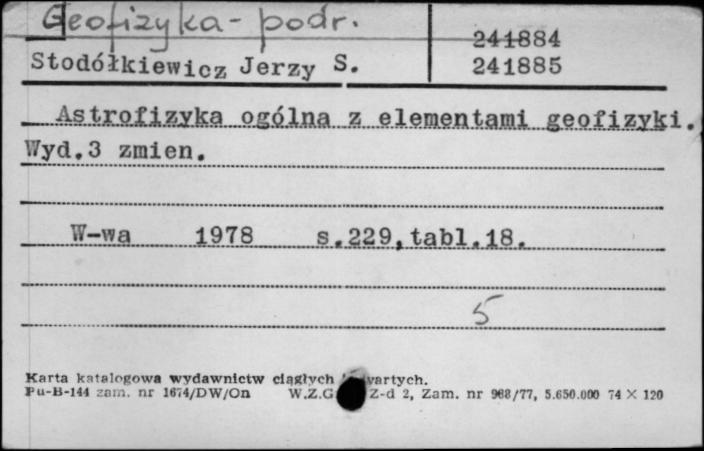 Geofizyka - podr.
241884
Stodółkiewicz Jerzy S.
241885
Astrofizyka ogólna z elementami geofizyki.
Wyd.3 zmien.
W-wa 1978 s.229,tabl.18.
5
Karta katalogowa wydawnictw ciągłych wartych.
Pu-B-144 zam. nr 1674/DW/On W.Z.G Z-d 2, Zam. nr 968/77, 5.650.000 74 X 120